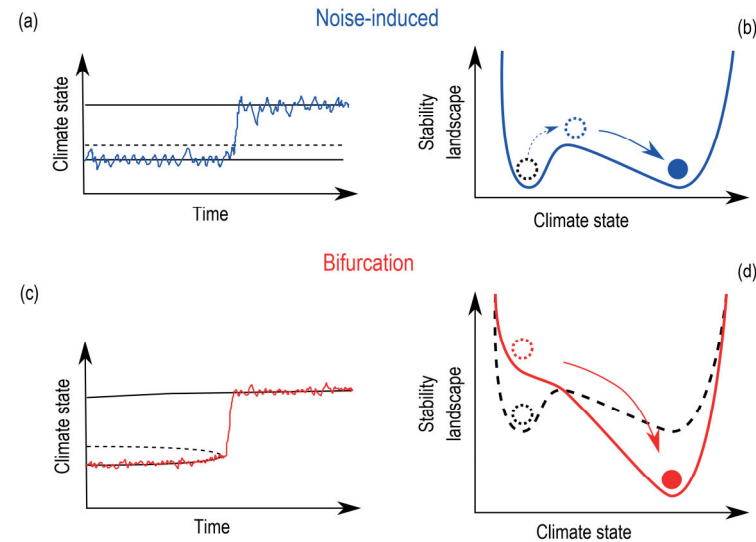 Noise-induced
(a)
Climate state
Time
(b)
Stability
landscape
Climate state
Bifurcation
(c)
Climate state
Time
(d)
Stability
landscape
Climate state